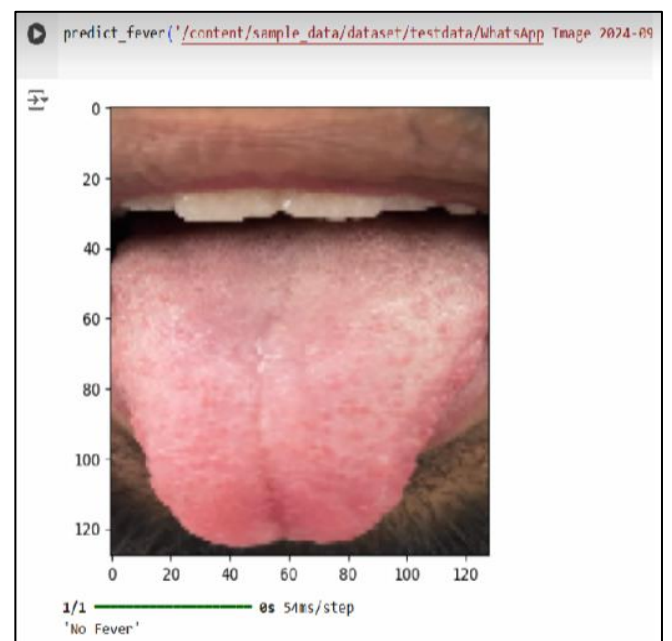 predict_fever('/content/sample_data/dataset/testdata/WhatsApp Image 2024-09
0
20
40
60
80
100
120
0 20 40 60 80 100 120
1/1 0s 54ms/step
'No Fever'